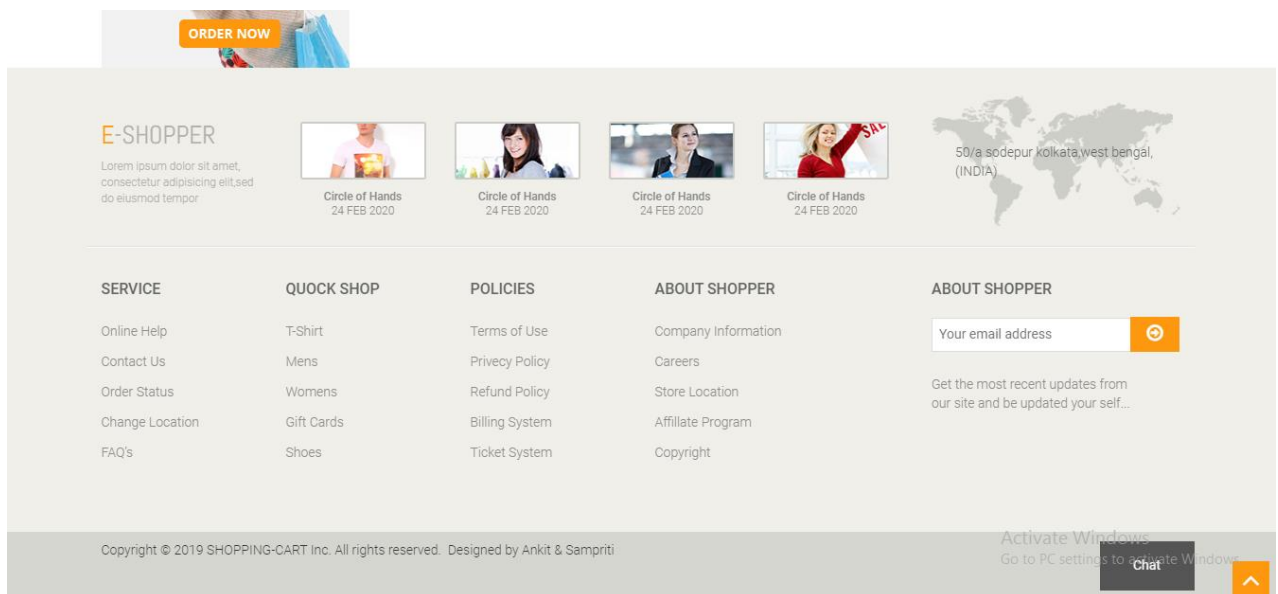 ORDER NOW
E-SHOPPER
Lorem ipsum dolor sit amet,
consectetur adipisicing elit,sed
do eiusmod tempor
Circle of Hands
24 FEB 2020
Circle of Hands
24 FEB 2020
Circle of Hands
24 FEB 2020
SALE
Circle of Hands
24 FEB 2020
50/a sodepur kolkata,west bengal,
(INDIA)
SERVICE
Online Help
Contact Us
Order Status
Change Location
FAQ's
QUOCK SHOP
T-Shirt
Mens
Womens
Gift Cards
Shoes
POLICIES
Terms of Use
Privecy Policy
Refund Policy
Billing System
Ticket System
ABOUT SHOPPER
Company Information
Careers
Store Location
Affillate Program
Copyright
ABOUT SHOPPER
Your email address
Get the most recent updates from
our site and be updated your self...
Copyright © 2019 SHOPPING-CART Inc. All rights reserved. Designed by Ankit & Sampriti
Activate Windows
Go to PC settings to activate Windows.
Chat